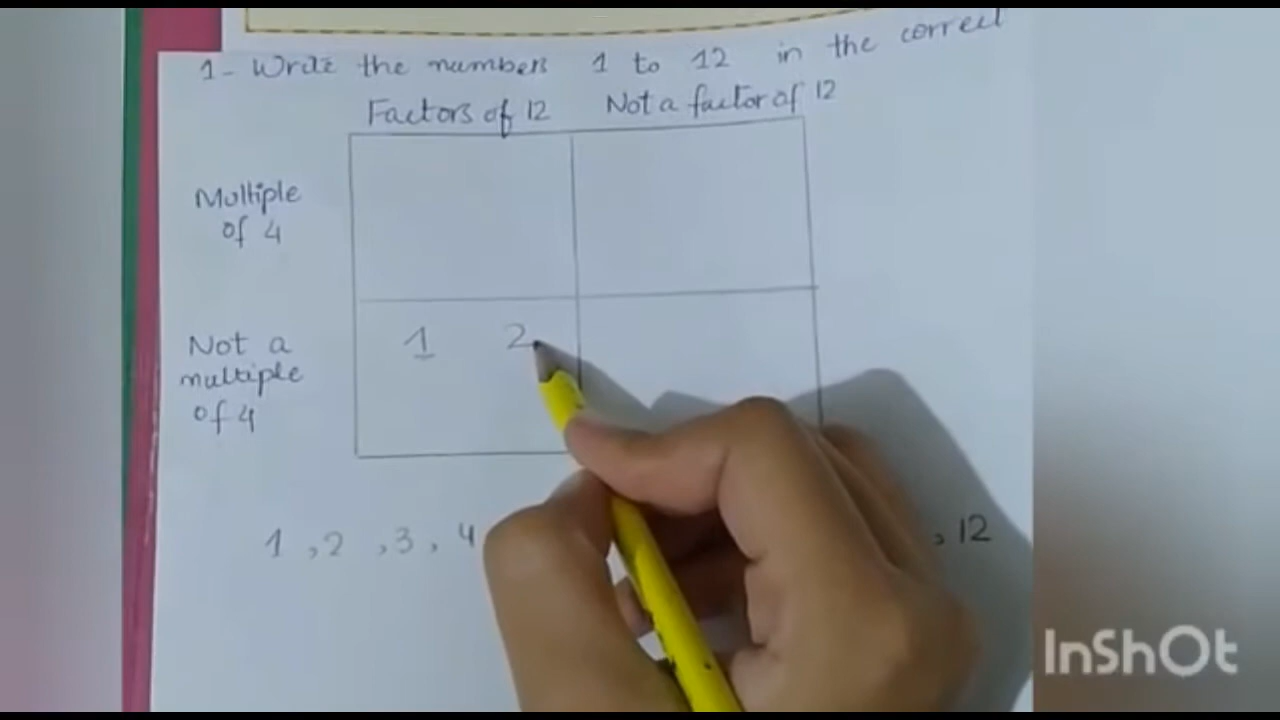 1- Write the numbers 1 to 12 in the correct
Factors of 12 Not a factor of 12
Multiple
of 4
Not a
multiple
of 4
1 2
1 , 2 , 3 , 4 , 12
InShOt